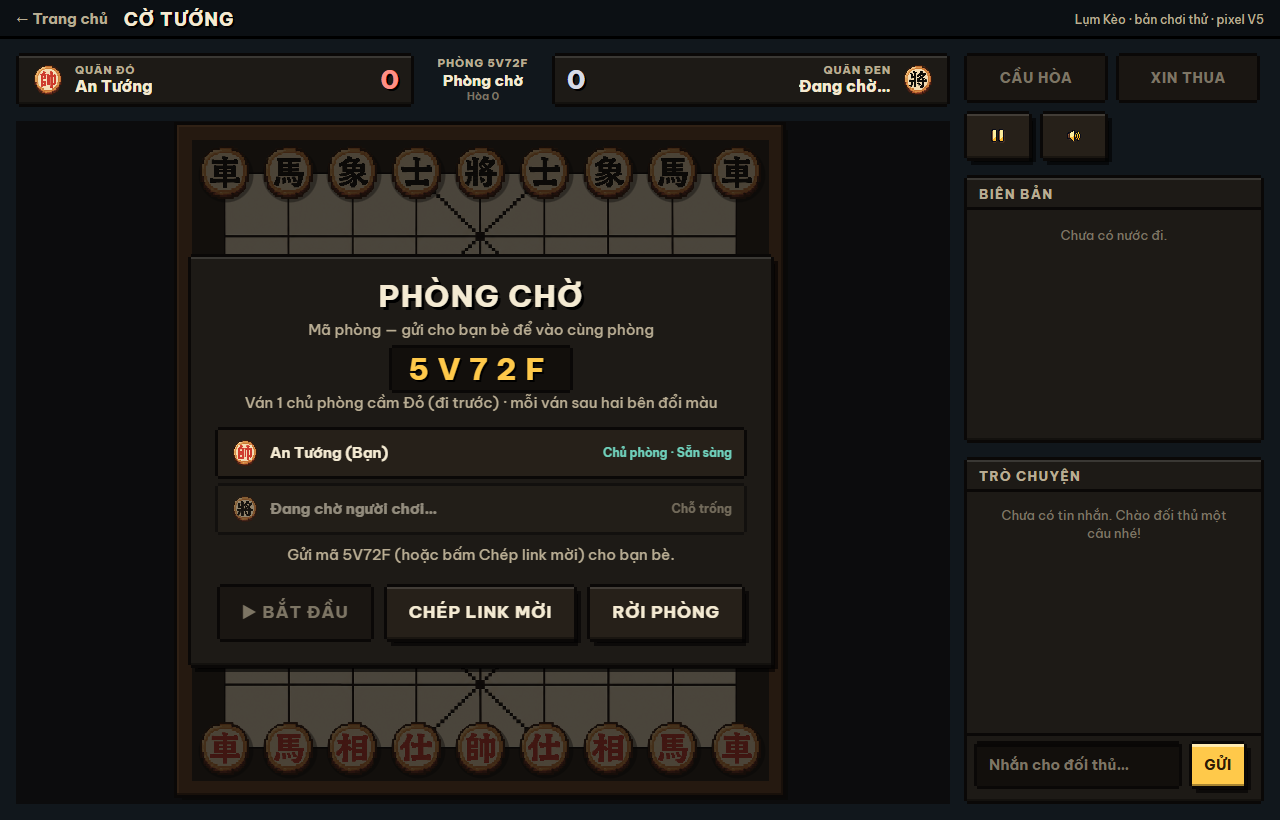 ← Trang chủ CỜ TƯỚNG
Lụm Kèo · bản chơi thử · pixel V5
帥 QUÂN ĐỎ
An Tướng
0
PHÒNG 5V72F
Phòng chờ
Hòa 0
0
QUÂN ĐEN
Đang chờ...
將
CẦU HÒA
XIN THUA
車 馬 象 士 將 士 象 馬 車
PHÒNG CHỜ
Mã phòng — gửi cho bạn bè để vào cùng phòng
5V72F
Ván 1 chủ phòng cầm Đỏ (đi trước) · mỗi ván sau hai bên đổi màu
帥 An Tướng (Bạn) Chủ phòng · Sẵn sàng
將 Đang chờ người chơi... Chỗ trống
Gửi mã 5V72F (hoặc bấm Chép link mời) cho bạn bè.
▶ BẮT ĐẦU
CHÉP LINK MỜI
RỜI PHÒNG
車 馬 相 仕 帥 仕 相 馬 車
BIÊN BẢN
Chưa có nước đi.
TRÒ CHUYỆN
Chưa có tin nhắn. Chào đối thủ một
câu nhé!
Nhắn cho đối thủ...
GỬI